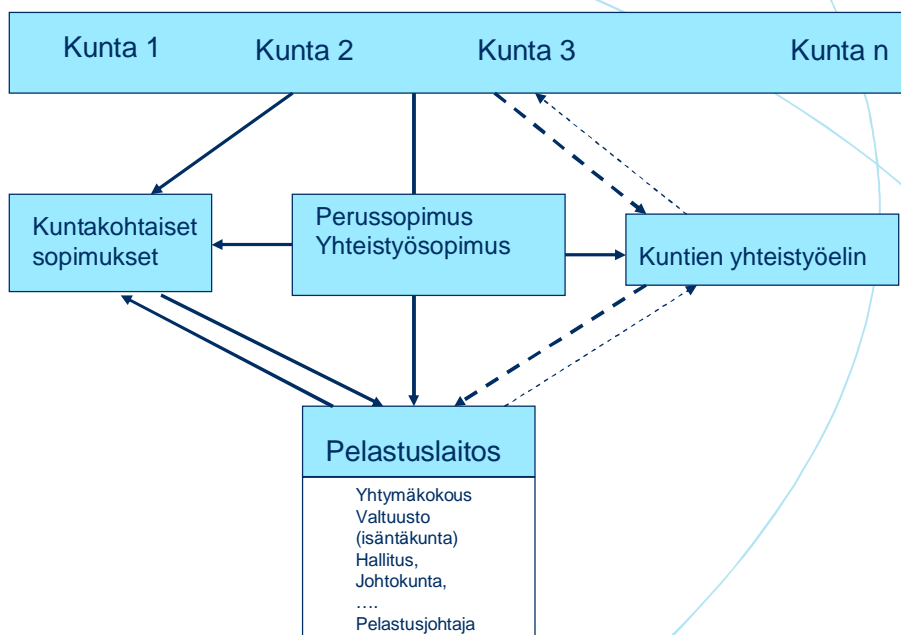 Kunta 1
Kunta 2
Kunta 3
Kunta n
Kuntakohtaiset
sopimukset
Perussopimus
Yhteistyösopimus
Kuntien yhteistyöelin
Pelastuslaitos
Yhtymäkokous
Valtuusto
(isäntäkunta)
Hallitus,
Johtokunta,
....
Pelastusjohtaja